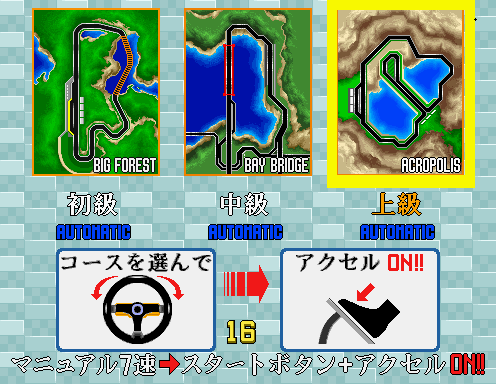 BIG FOREST
BAY BRIDGE
ACROPOLIS
初級
中級
上級
AUTOMATIC
AUTOMATIC
AUTOMATIC
コースを選んで
アクセル ON!!
16
マニュアル7速➡スタートボタン+アクセル ON!!